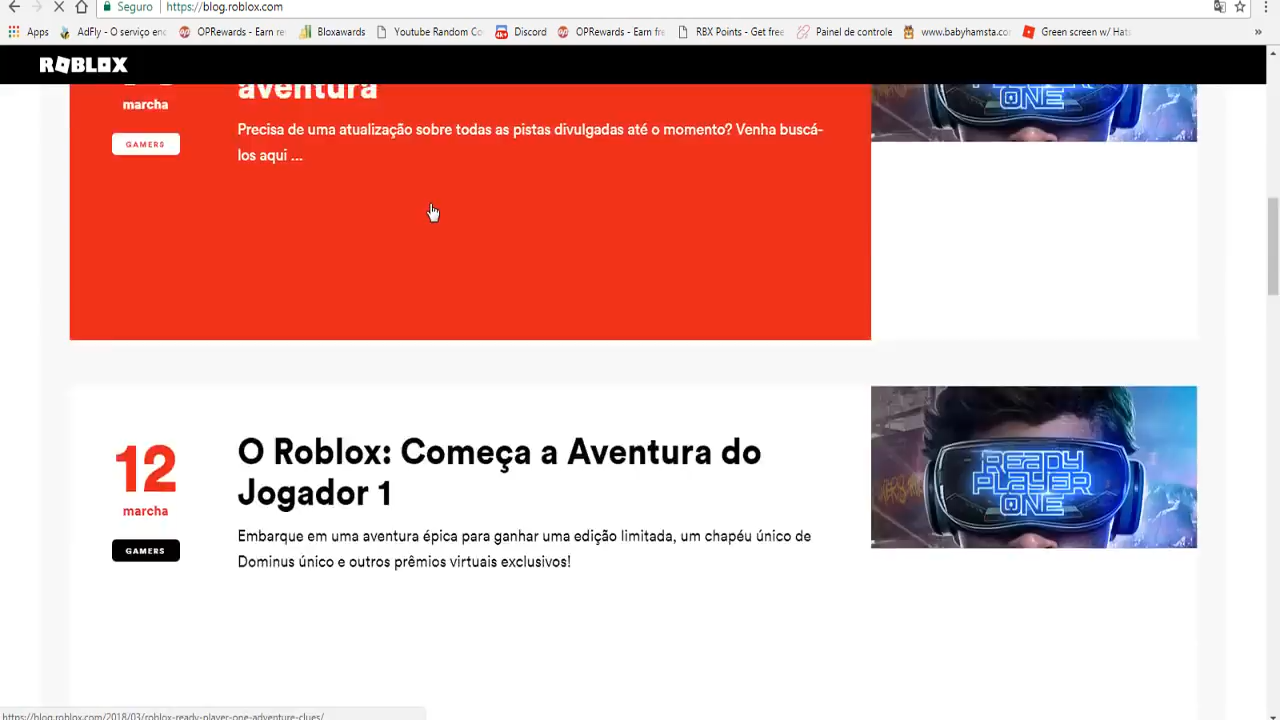 Seguro | https://blog.roblox.com
Apps AdFly - O serviço en OPRewards - Earn re Bitawards Youtube Random Co Discord OPRewards - Earn fre RBX Points - Get free Painel de controle www.babyhamsta.co Green screen w/ Hat »
ROBLOX
aventura
marcha
Precisa de uma atualização sobre todas as pistas divulgadas até o momento? Venha buscá-
GAMERS
los aqui ...
ONE
12
marcha
GAMERS
O Roblox: Começa a Aventura do
Jogador 1
Embarque em uma aventura épica para ganhar uma edição limitada, um chapéu único de
Dominus único e outros prêmios virtuais exclusivos!
READY
PLAYER
ONE
https://blog.roblox.com/2018/03/roblox-ready-player-one-adventure-clues/